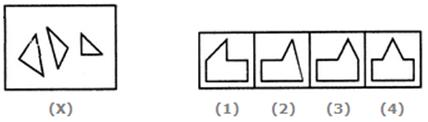 (X) (1) (2) (3) (4)